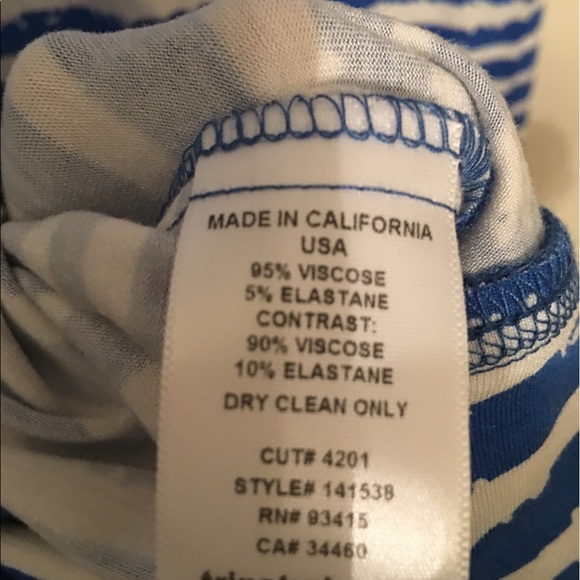 MADE IN CALIFORNIA
USA
95% VISCOSE
5% ELASTANE
CONTRAST:
90% VISCOSE
10% ELASTANE
DRY CLEAN ONLY
CUT# 4201
STYLE# 141538
RN# 93415
CA# 34460